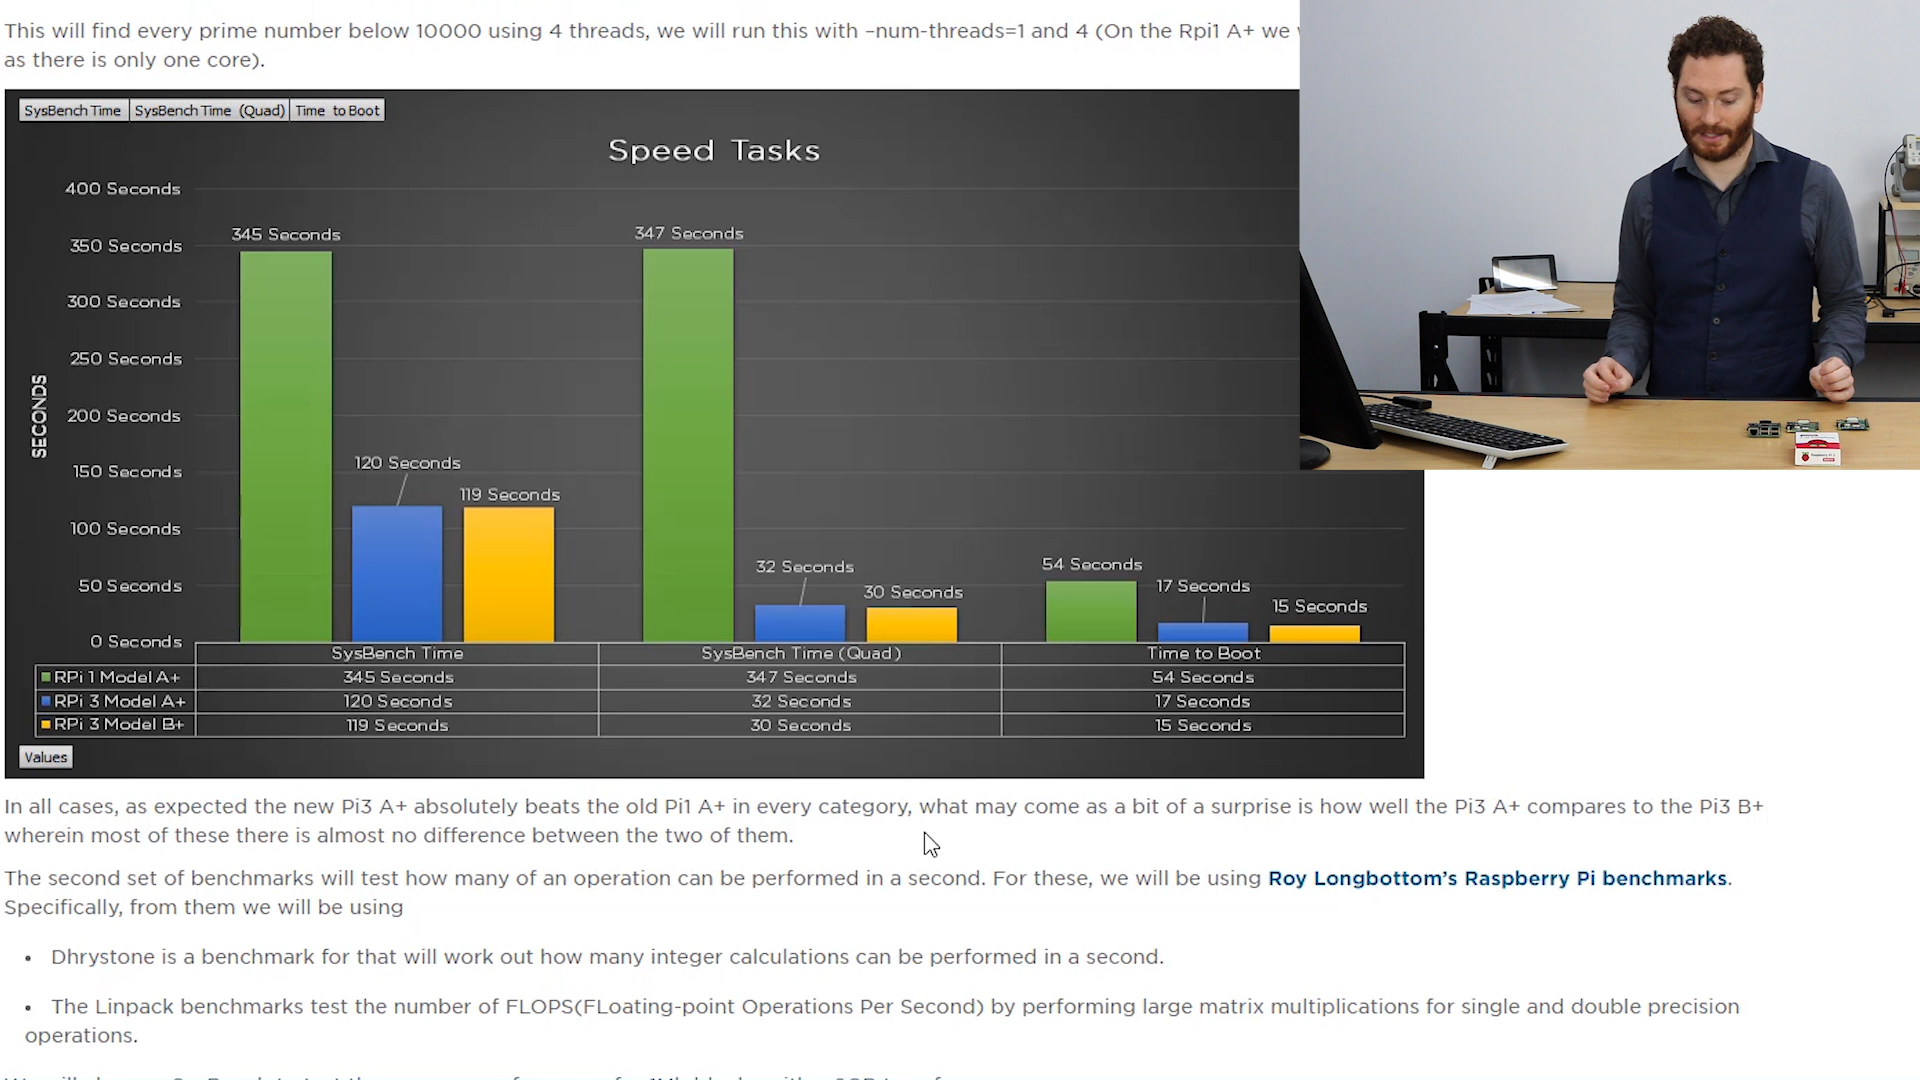 This will find every prime number below 10000 using 4 threads, we will run this with –num-threads=1 and 4 (On the Rpi1 A+ we
as there is only one core).
SysBench Time SysBench Time (Quad) Time to Boot
Speed Tasks
400 Seconds
350 Seconds
300 Seconds
250 Seconds
200 Seconds
150 Seconds
100 Seconds
50 Seconds
0 Seconds
SECONDS
345 Seconds
120 Seconds
119 Seconds
347 Seconds
32 Seconds
30 Seconds
54 Seconds
17 Seconds
15 Seconds
SysBench Time SysBench Time (Quad) Time to Boot
RPi 1 Model A+ 345 Seconds 347 Seconds 54 Seconds
RPi 3 Model A+ 120 Seconds 32 Seconds 17 Seconds
RPi 3 Model B+ 119 Seconds 30 Seconds 15 Seconds
Values
In all cases, as expected the new Pi3 A+ absolutely beats the old Pi1 A+ in every category, what may come as a bit of a surprise is how well the Pi3 A+ compares to the Pi3 B+
wherein most of these there is almost no difference between the two of them.
The second set of benchmarks will test how many of an operation can be performed in a second. For these, we will be using Roy Longbottom's Raspberry Pi benchmarks.
Specifically, from them we will be using
• Dhrystone is a benchmark for that will work out how many integer calculations can be performed in a second.
• The Linpack benchmarks test the number of FLOPS(FLoating-point Operations Per Second) by performing large matrix multiplications for single and double precision
operations.